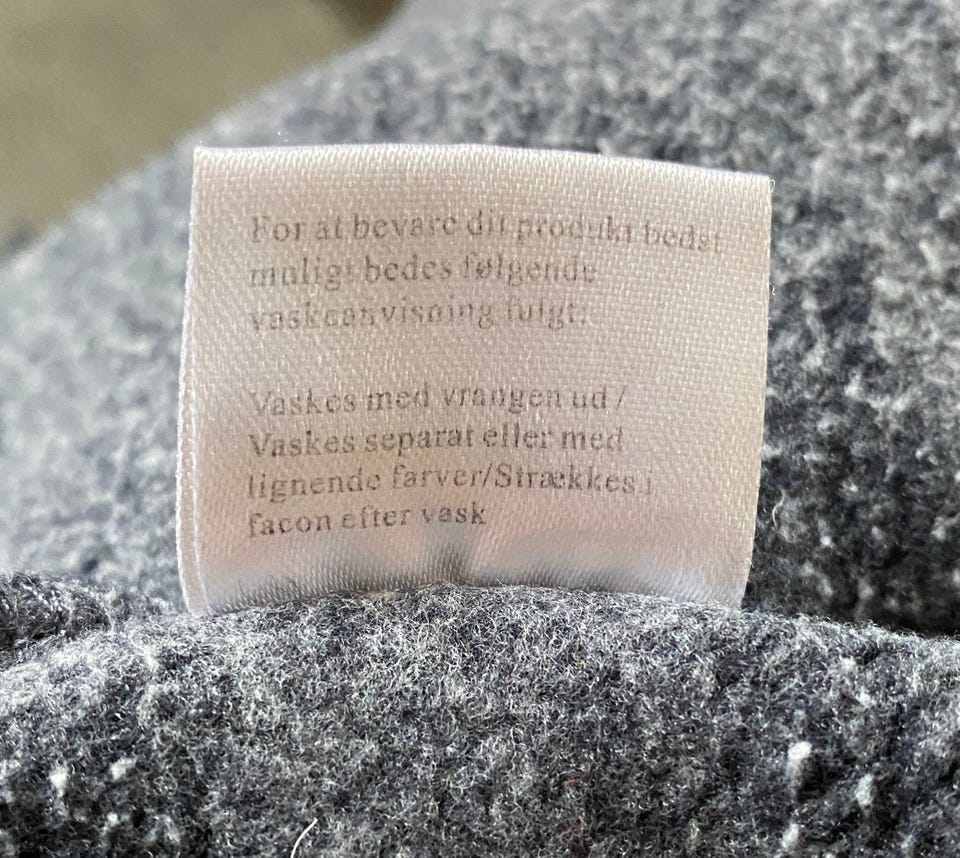 For at bevare dit produkt bedst
muligt bedes følgende
vaskeanvisning fulgt:
Vaskes med vrangen ud /
Vaskes separat eller med
lignende farver/Strækkes i
facon efter vask